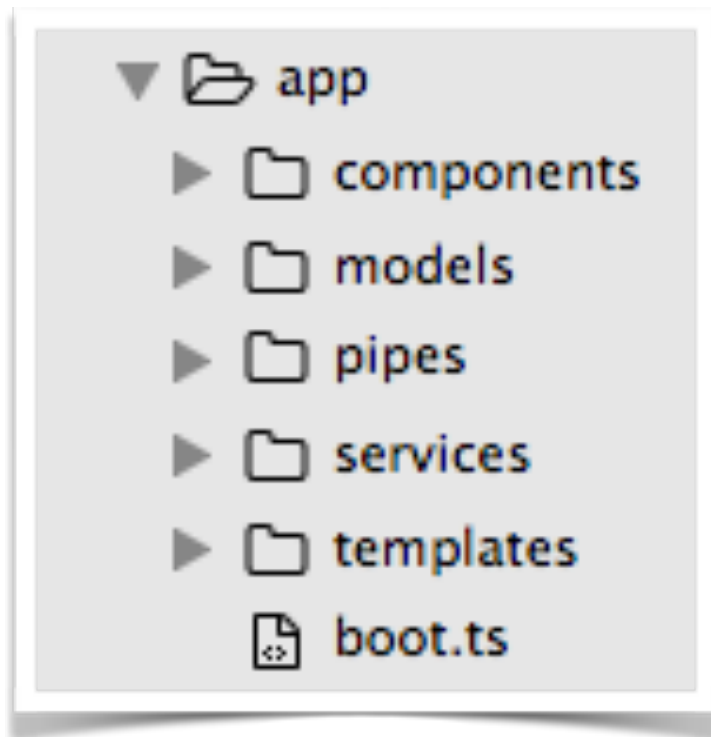 app
components
models
pipes
services
templates
boot.ts